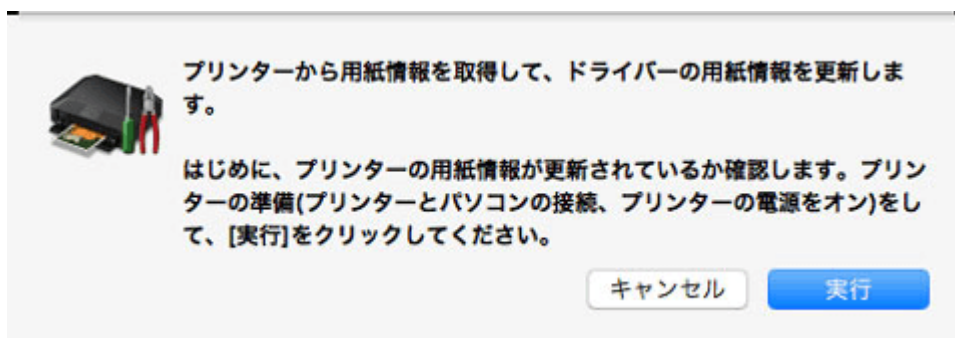 プリンターから用紙情報を取得して、ドライバーの用紙情報を更新しま
す。
はじめに、プリンターの用紙情報が更新されているか確認します。プリン
ターの準備(プリンターとパソコンの接続、プリンターの電源をオン)をし
て、[実行]をクリックしてください。
キャンセル 実行